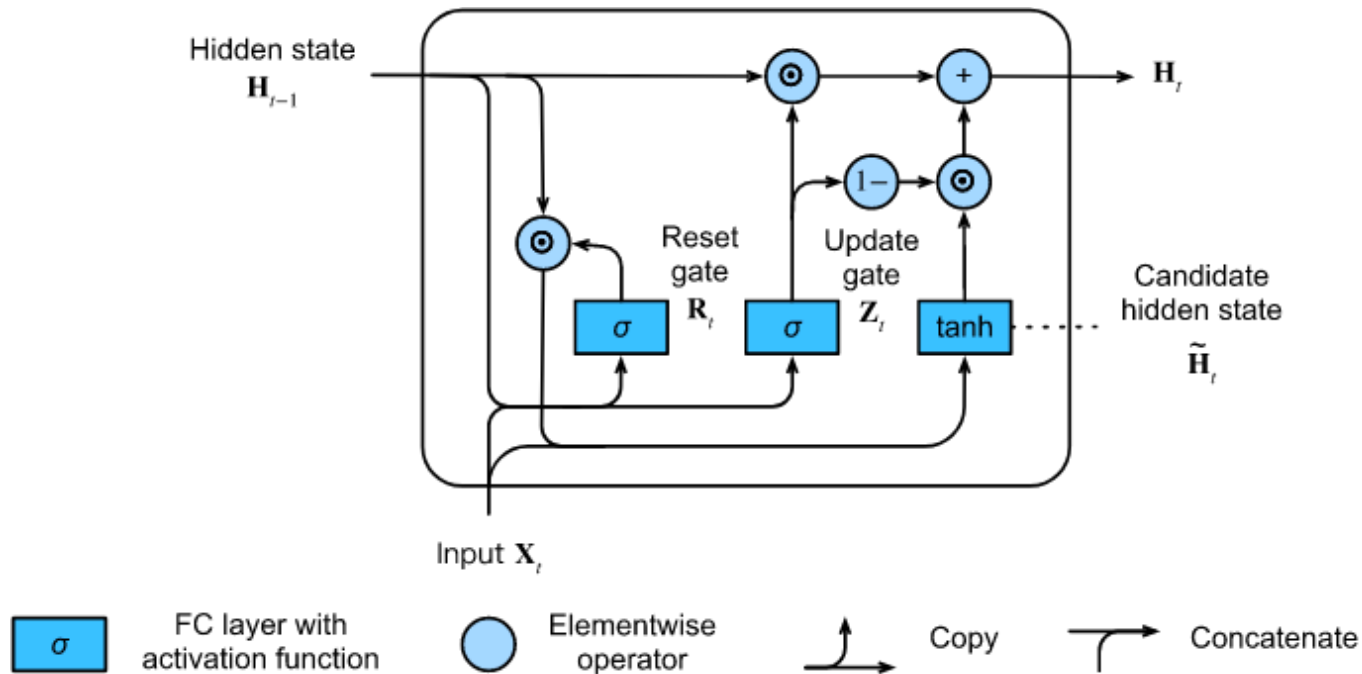 Hidden state
H_{t−1}
⊙
+
H_t
1−
⊙
⊙
Reset
gate
R_t
Update
gate
Z_t
Candidate
hidden state
H̃_t
σ
σ
tanh
Input X_t
σ
FC layer with
activation function
Elementwise
operator
Copy
Concatenate